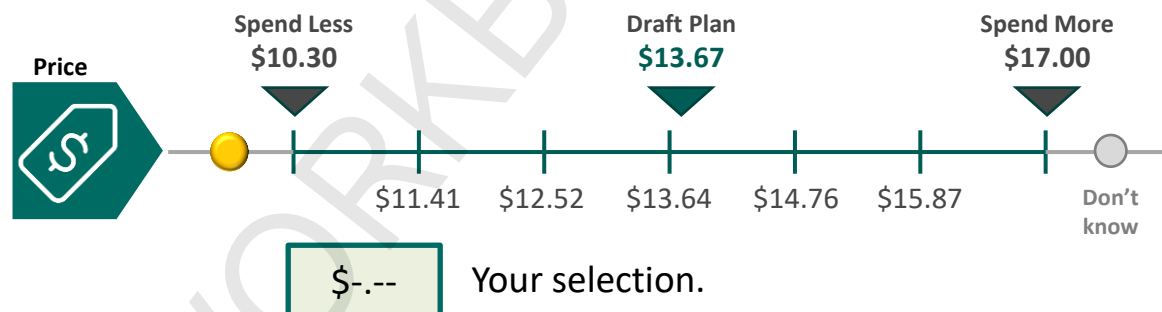 Spend Less
$10.30
Draft Plan
$13.67
Spend More
$17.00
Price
$
$11.41 $12.52 $13.64 $14.76 $15.87
Don't
know
$-.-- Your selection.